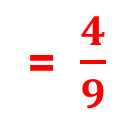 = 4/9